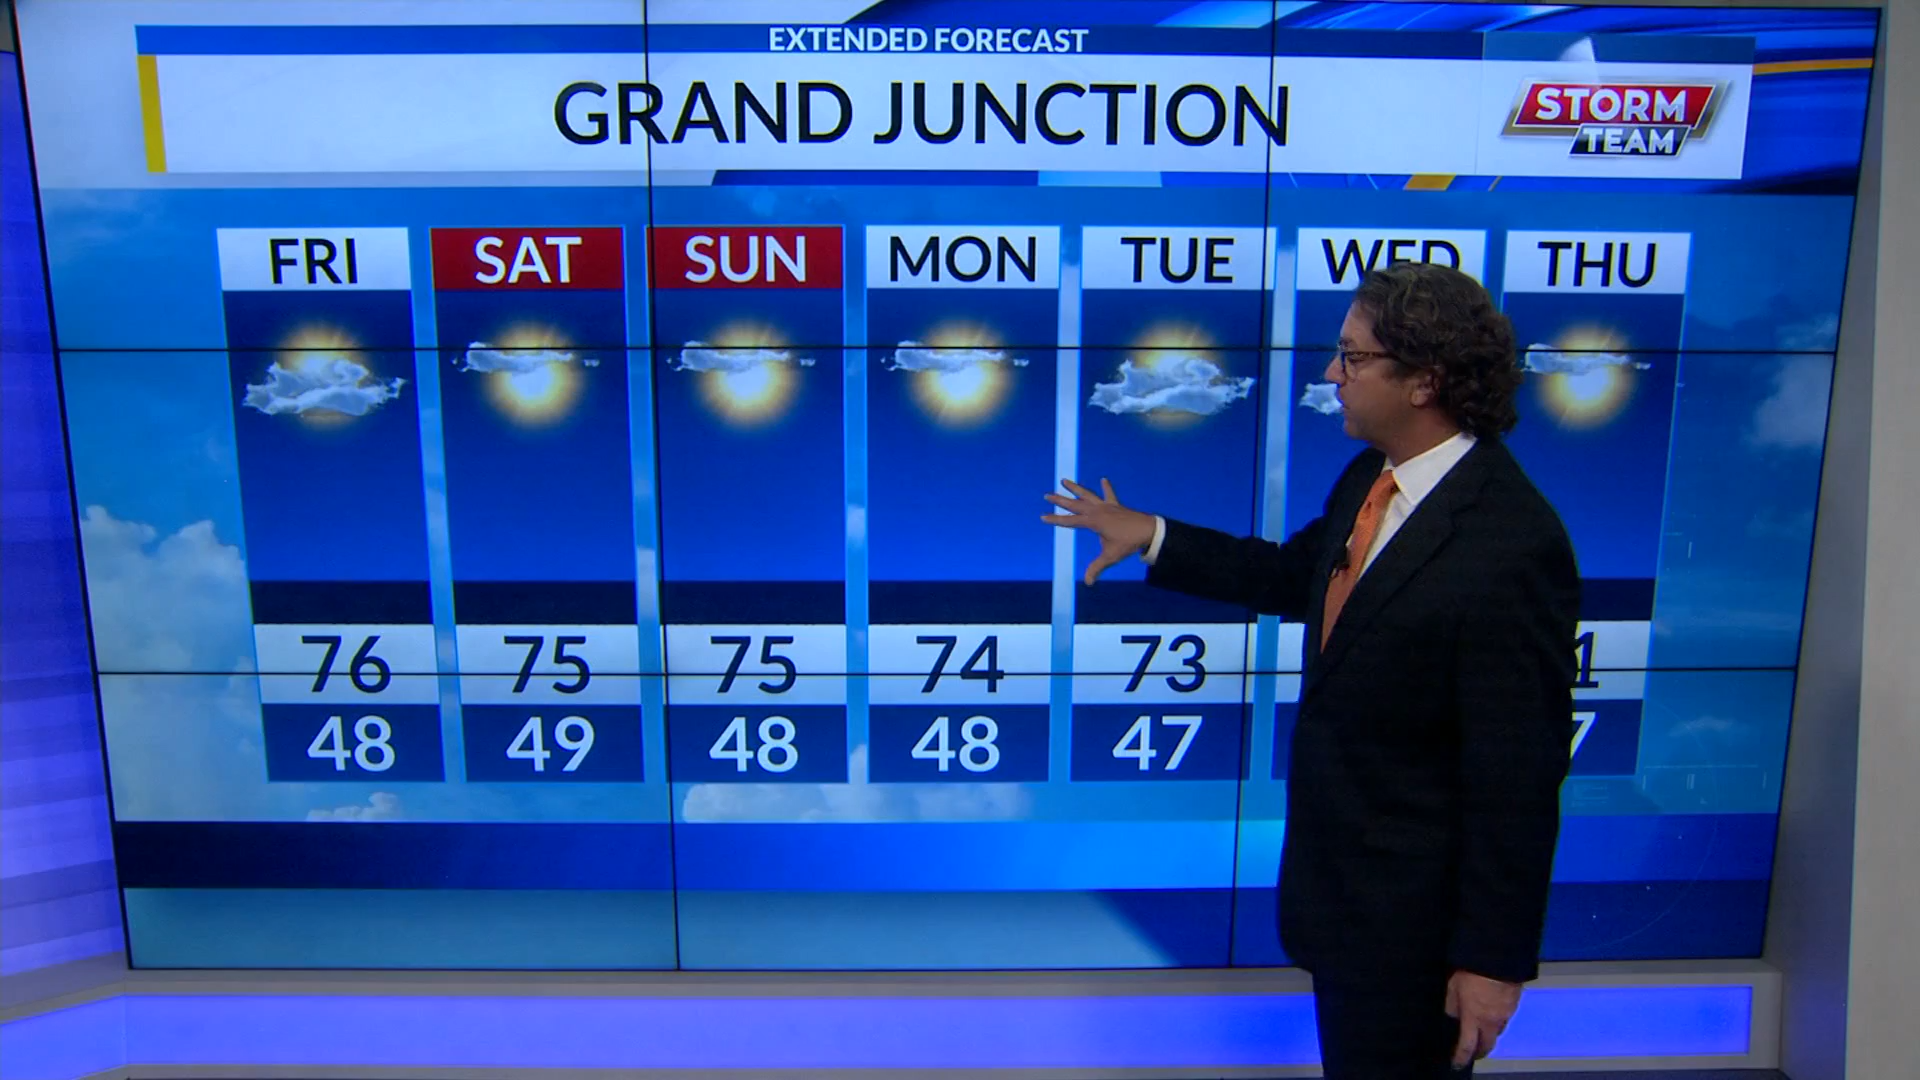 EXTENDED FORECAST
GRAND JUNCTION
STORM
TEAM
FRI SAT SUN MON TUE WED THU
76 75 75 74 73
48 49 48 48 47